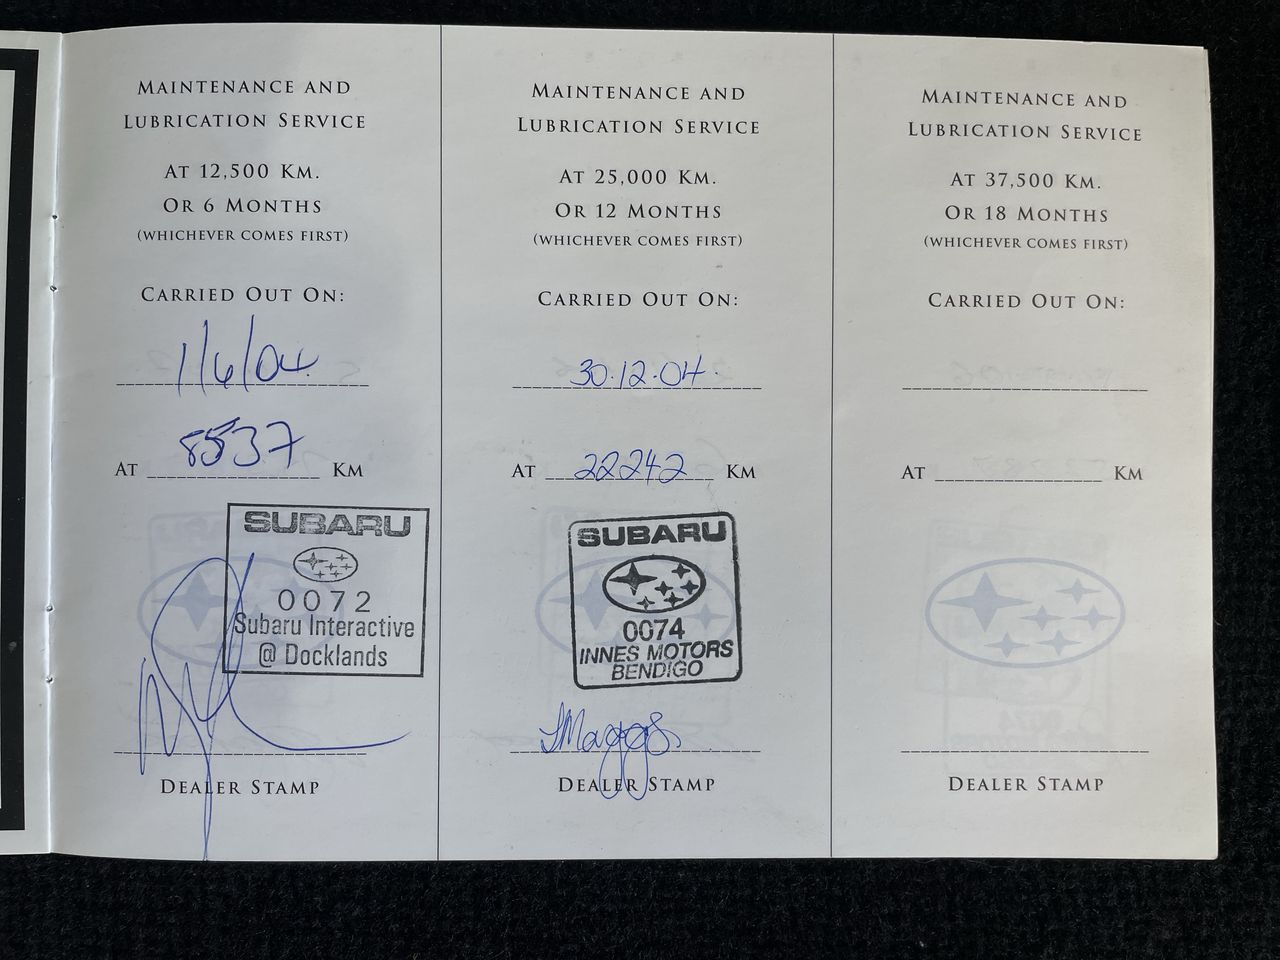 MAINTENANCE AND
LUBRICATION SERVICE
AT 12,500 KM.
OR 6 MONTHS
(WHICHEVER COMES FIRST)
CARRIED OUT ON:
1/6/04
AT 8537 KM
SUBARU
0072
Subaru Interactive
@ Docklands
DEALER STAMP
MAINTENANCE AND
LUBRICATION SERVICE
AT 25,000 KM.
OR 12 MONTHS
(WHICHEVER COMES FIRST)
CARRIED OUT ON:
30.12.04.
AT 22242 KM
SUBARU
0074
INNES MOTORS
BENDIGO
JMaggs
DEALER STAMP
MAINTENANCE AND
LUBRICATION SERVICE
AT 37,500 KM.
OR 18 MONTHS
(WHICHEVER COMES FIRST)
CARRIED OUT ON:
AT KM
DEALER STAMP